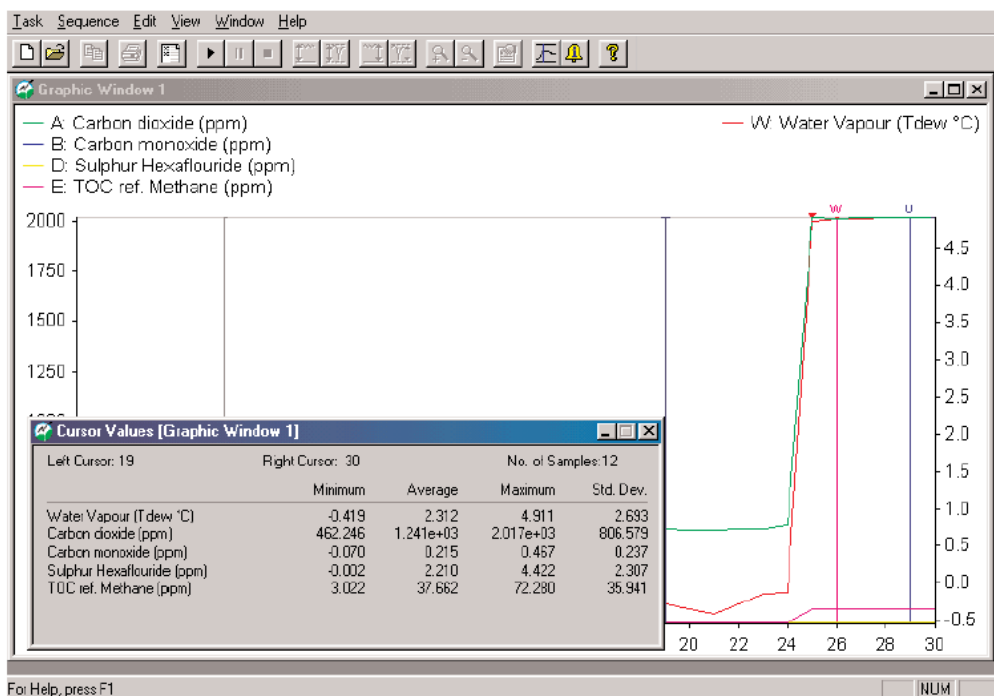 Task Sequence Edit View Window Help
Graphic Window 1
A: Carbon dioxide (ppm)
B: Carbon monoxide (ppm)
D: Sulphur Hexaflouride (ppm)
E: TOC ref. Methane (ppm)
W: Water Vapour (Tdew °C)
W U
2000
1750
1500
1250
4.5
4.0
3.5
3.0
2.5
2.0
1.5
1.0
0.5
0.0
-0.5
20 22 24 26 28 30
Cursor Values [Graphic Window 1]
Left Cursor: 19 Right Cursor: 30 No. of Samples:12
Minimum Average Maximum Std. Dev.
Water Vapour (Tdew °C) -0.419 2.312 4.911 2.693
Carbon dioxide (ppm) 462.246 1.241e+03 2.017e+03 806.579
Carbon monoxide (ppm) -0.070 0.215 0.467 0.237
Sulphur Hexaflouride (ppm) -0.002 2.210 4.422 2.307
TOC ref. Methane (ppm) 3.022 37.662 72.280 35.941
For Help, press F1 NUM